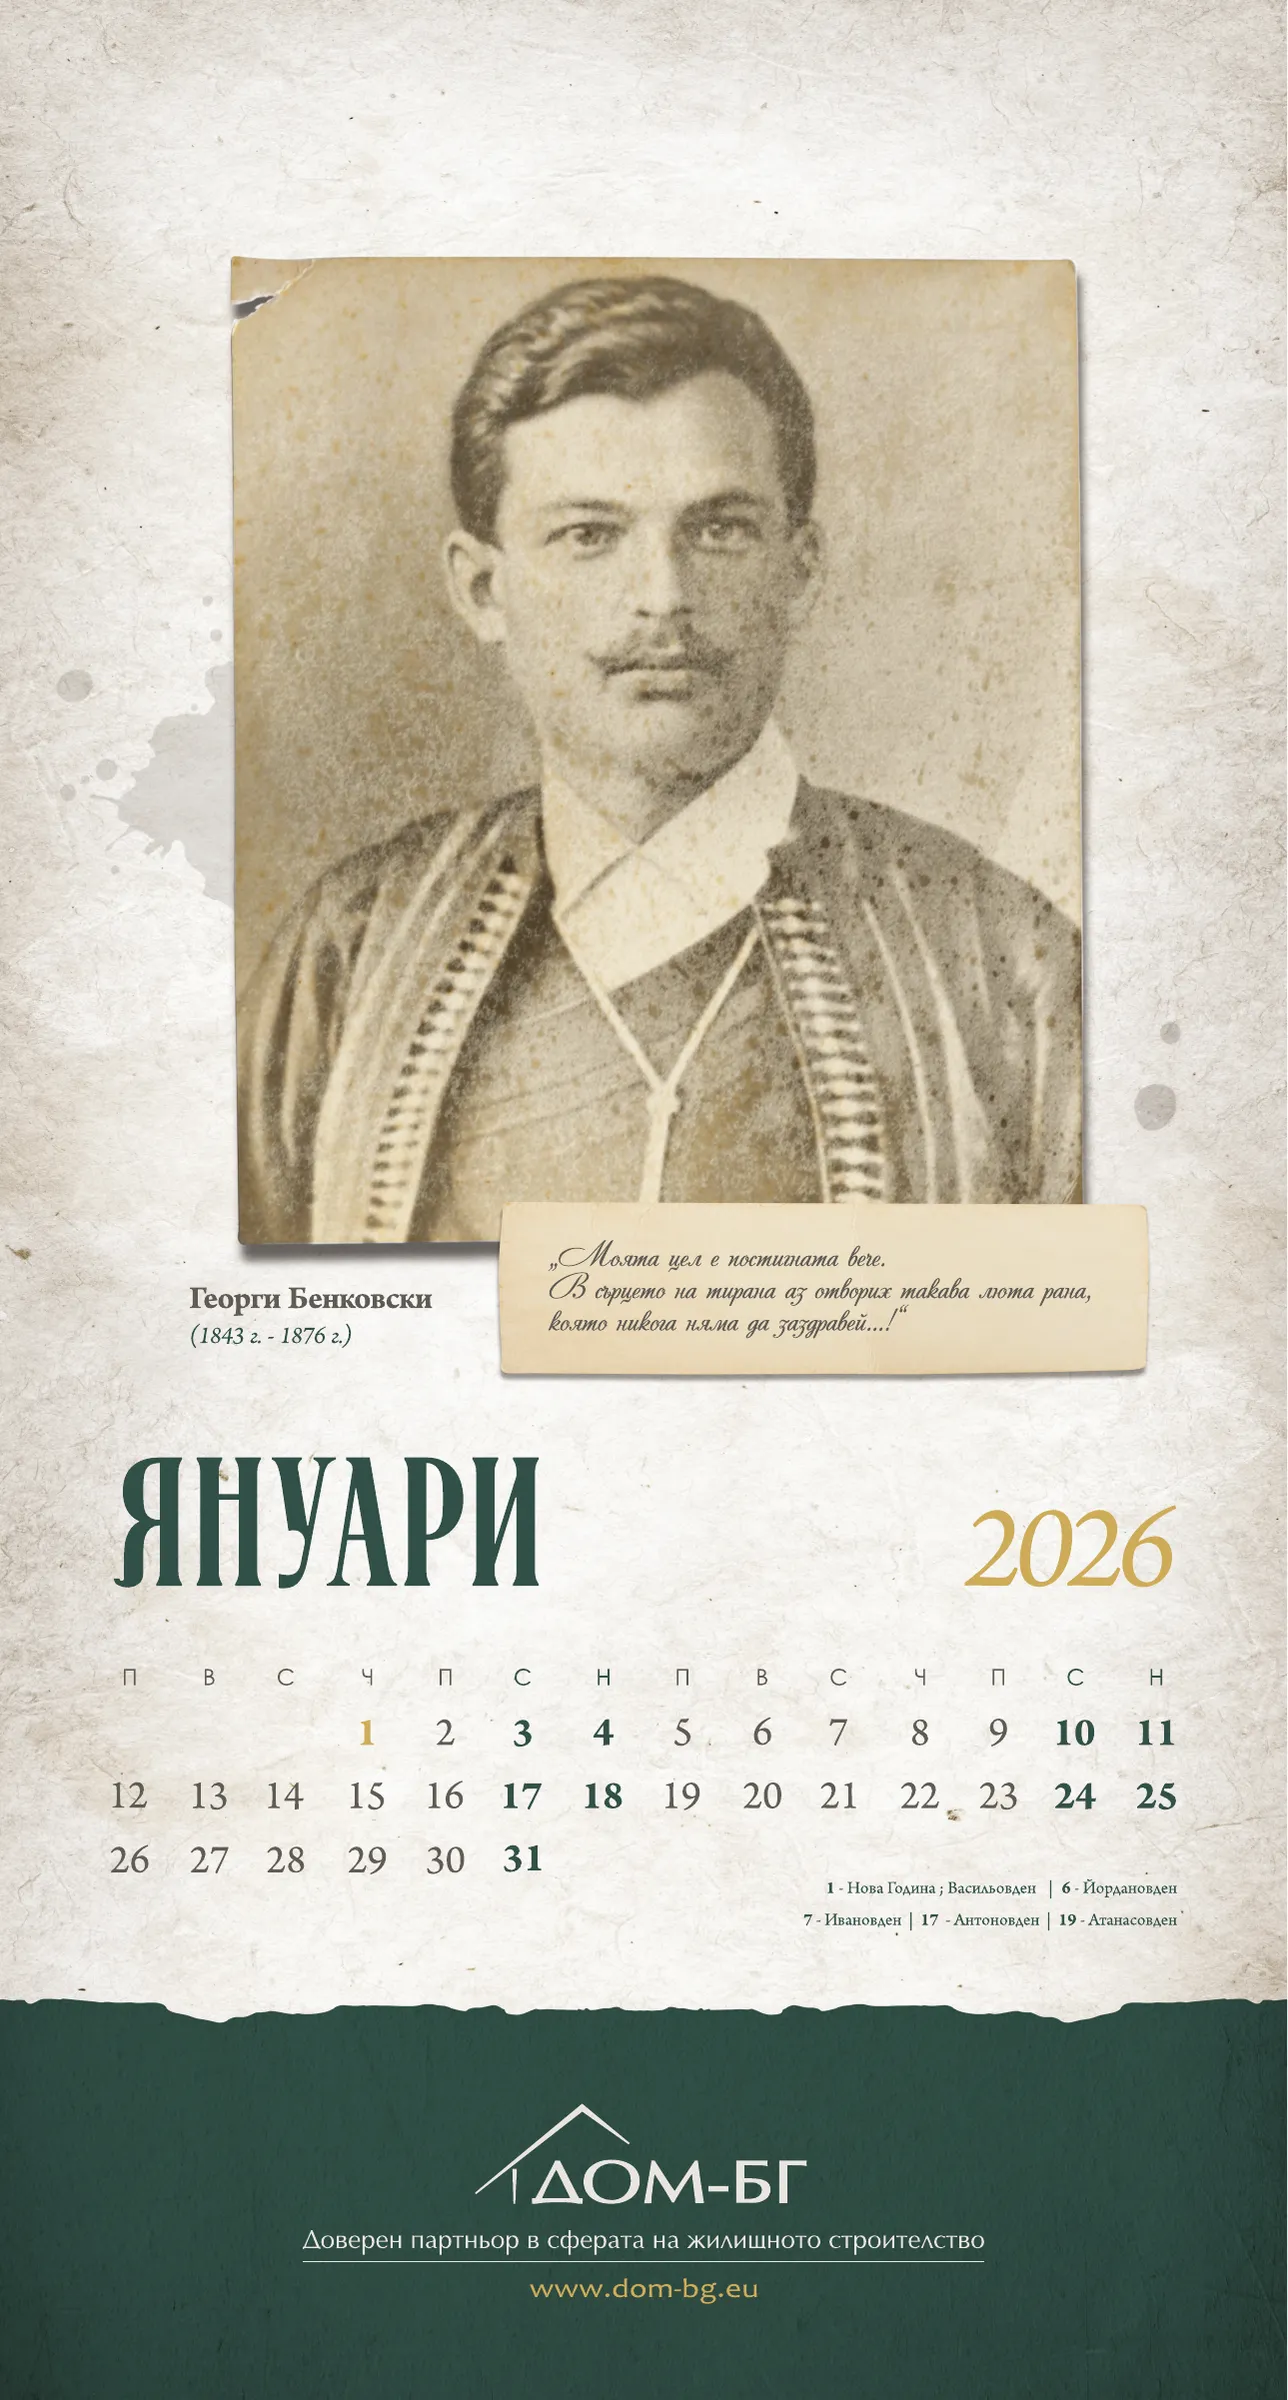 „Моята цел е постигната вече.
В сърцето на тирана аз отворих такава люта рана,
която никога няма да заздравей...!“
Георги Бенковски
(1843 г. - 1876 г.)
ЯНУАРИ
2026
П В С Ч П С Н П В С Ч П С Н
1 2 3 4 5 6 7 8 9 10 11
12 13 14 15 16 17 18 19 20 21 22 23 24 25
26 27 28 29 30 31
1 - Нова Година ; Васильовден | 6 - Йордановден
7 - Ивановден | 17 - Антоновден | 19 - Атанасовден
ДОМ-БГ
Доверен партньор в сферата на жилищното строителство
www.dom-bg.eu